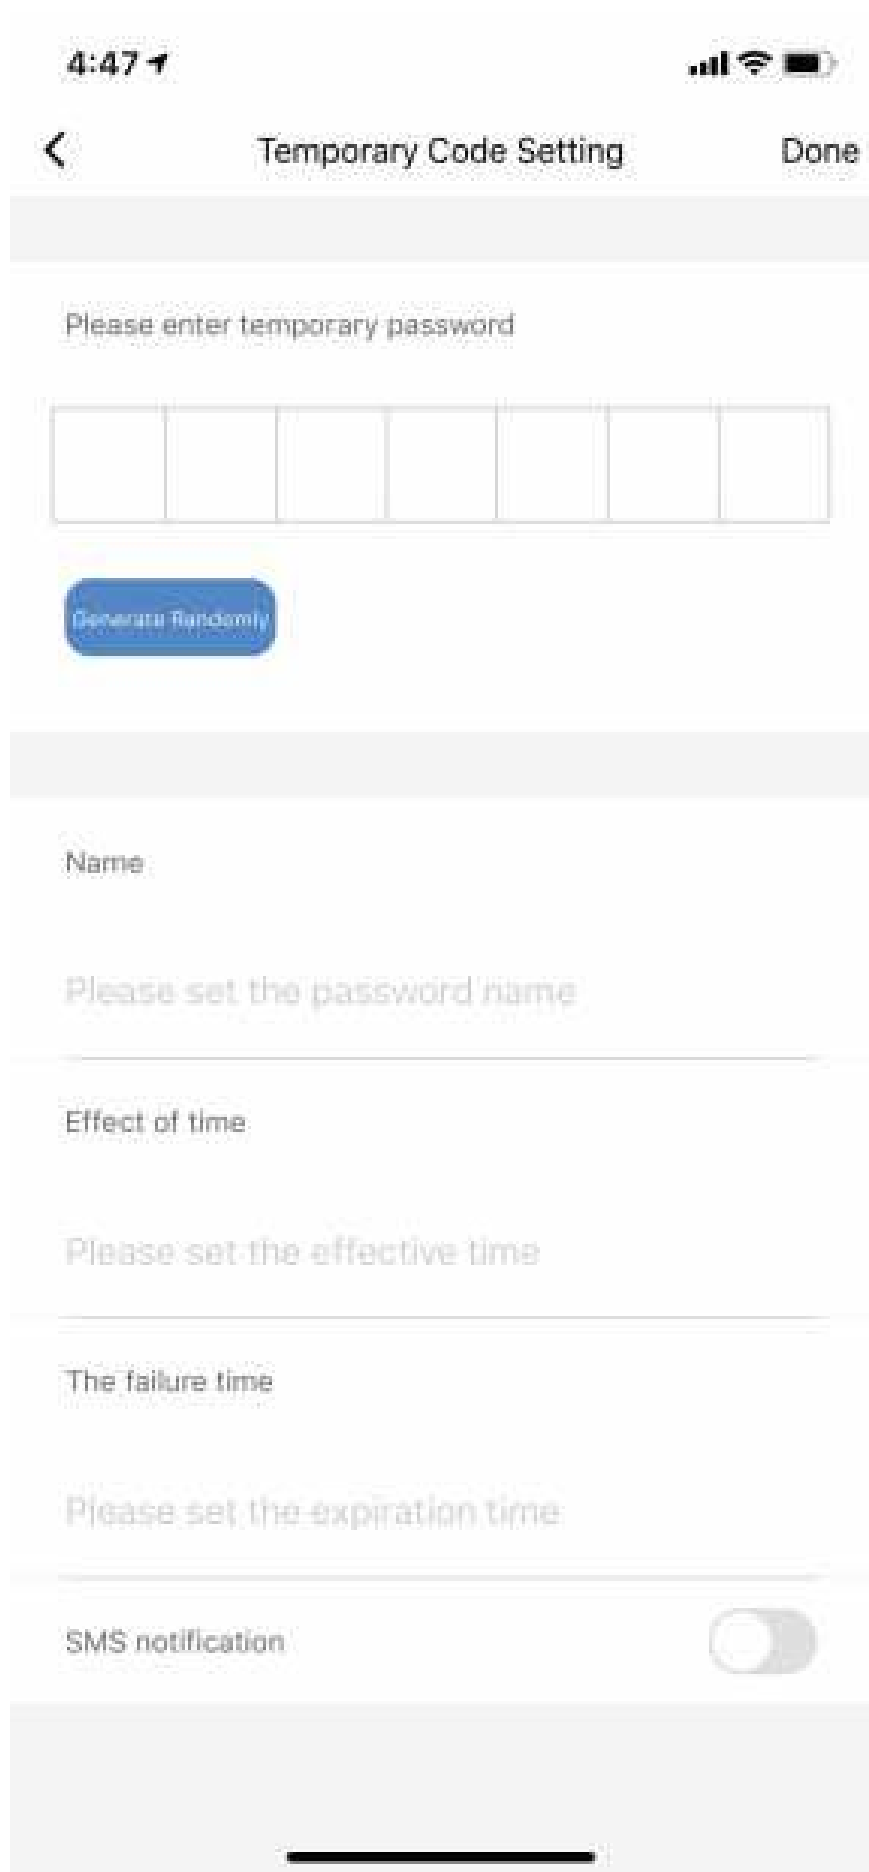 4:47
Temporary Code Setting
Done
Please enter temporary password
Generate Randomly
Name
Please set the password name
Effect of time
Please set the effective time
The failure time
Please set the expiration time
SMS notification